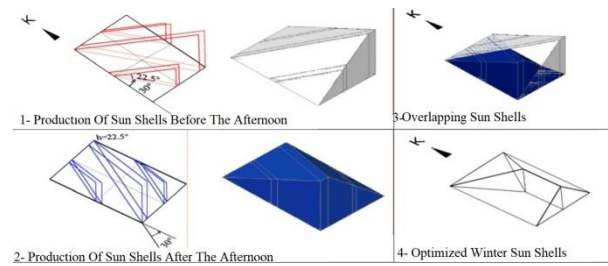 K
22.5°
30°
1- Production Of Sun Shells Before The Afternoon
K
3-Overlapping Sun Shells
h=22.5°
30°
2- Production Of Sun Shells After The Afternoon
K
4- Optimized Winter Sun Shells